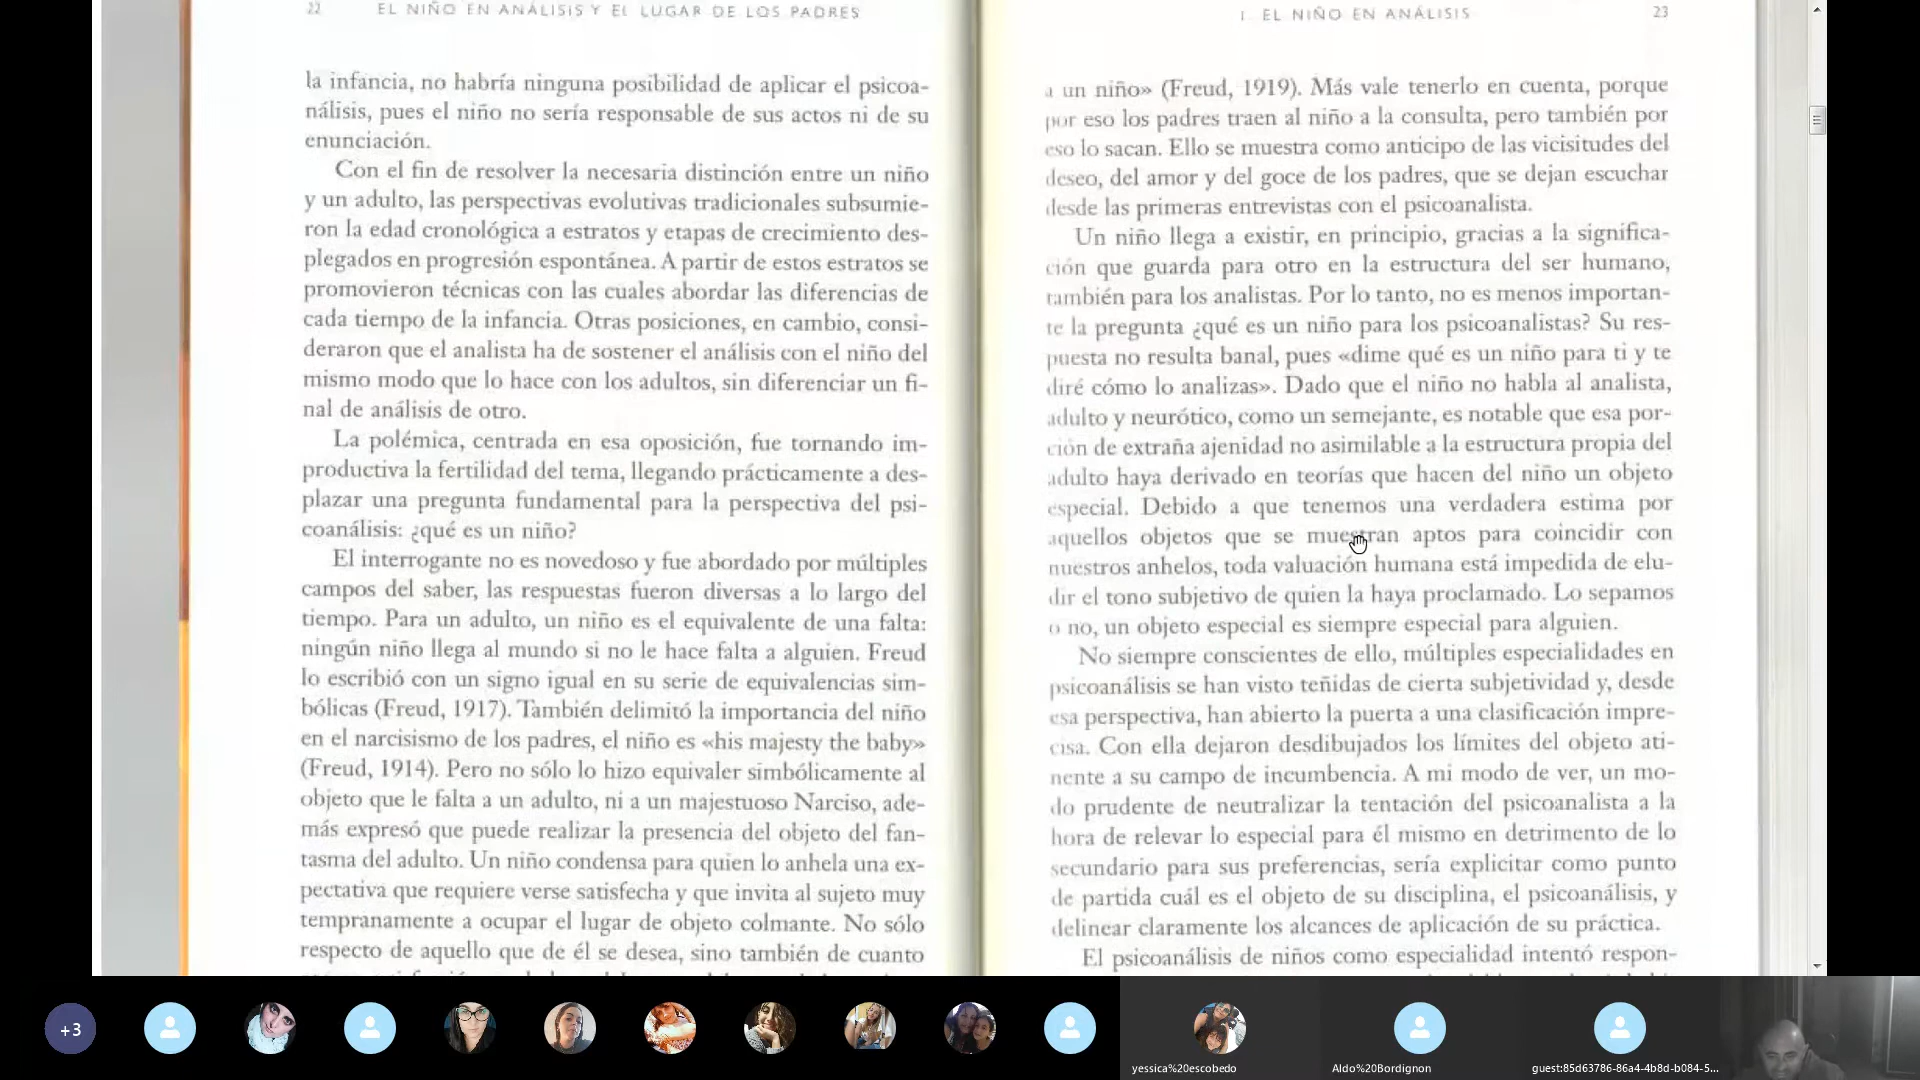 22 EL NIÑO EN ANÁLISIS Y EL LUGAR DE LOS PADRES
la infancia, no habría ninguna posibilidad de aplicar el psicoa-
nálisis, pues el niño no sería responsable de sus actos ni de su
enunciación.
Con el fin de resolver la necesaria distinción entre un niño
y un adulto, las perspectivas evolutivas tradicionales subsumie-
ron la edad cronológica a estratos y etapas de crecimiento des-
plegados en progresión espontánea. A partir de estos estratos se
promovieron técnicas con las cuales abordar las diferencias de
cada tiempo de la infancia. Otras posiciones, en cambio, consi-
deraron que el analista ha de sostener el análisis con el niño del
mismo modo que lo hace con los adultos, sin diferenciar un fi-
nal de análisis de otro.
La polémica, centrada en esa oposición, fue tornando im-
productiva la fertilidad del tema, llegando prácticamente a des-
plazar una pregunta fundamental para la perspectiva del psi-
coanálisis: ¿qué es un niño?
El interrogante no es novedoso y fue abordado por múltiples
campos del saber, las respuestas fueron diversas a lo largo del
tiempo. Para un adulto, un niño es el equivalente de una falta:
ningún niño llega al mundo si no le hace falta a alguien. Freud
lo escribió con un signo igual en su serie de equivalencias sim-
bólicas (Freud, 1917). También delimitó la importancia del niño
en el narcisismo de los padres, el niño es «his majesty the baby»
(Freud, 1914). Pero no sólo lo hizo equivaler simbólicamente al
objeto que le falta a un adulto, ni a un majestuoso Narciso, ade-
más expresó que puede realizar la presencia del objeto del fan-
tasma del adulto. Un niño condensa para quien lo anhela una ex-
pectativa que requiere verse satisfecha y que invita al sujeto muy
tempranamente a ocupar el lugar de objeto colmante. No sólo
respecto de aquello que de él se desea, sino también de cuanto
I. EL NIÑO EN ANÁLISIS 23
a un niño» (Freud, 1919). Más vale tenerlo en cuenta, porque
por eso los padres traen al niño a la consulta, pero también por
eso lo sacan. Ello se muestra como anticipo de las vicisitudes del
deseo, del amor y del goce de los padres, que se dejan escuchar
desde las primeras entrevistas con el psicoanalista.
Un niño llega a existir, en principio, gracias a la significa-
ción que guarda para otro en la estructura del ser humano,
también para los analistas. Por lo tanto, no es menos importan-
te la pregunta ¿qué es un niño para los psicoanalistas? Su res-
puesta no resulta banal, pues «dime qué es un niño para ti y te
diré cómo lo analizas». Dado que el niño no habla al analista,
adulto y neurótico, como un semejante, es notable que esa por-
ción de extraña ajenidad no asimilable a la estructura propia del
adulto haya derivado en teorías que hacen del niño un objeto
especial. Debido a que tenemos una verdadera estima por
aquellos objetos que se muestran aptos para coincidir con
nuestros anhelos, toda valuación humana está impedida de elu-
dir el tono subjetivo de quien la haya proclamado. Lo sepamos
o no, un objeto especial es siempre especial para alguien.
No siempre conscientes de ello, múltiples especialidades en
psicoanálisis se han visto teñidas de cierta subjetividad y, desde
esa perspectiva, han abierto la puerta a una clasificación impre-
cisa. Con ella dejaron desdibujados los límites del objeto ati-
nente a su campo de incumbencia. A mi modo de ver, un mo-
do prudente de neutralizar la tentación del psicoanalista a la
hora de relevar lo especial para él mismo en detrimento de lo
secundario para sus preferencias, sería explicitar como punto
de partida cuál es el objeto de su disciplina, el psicoanálisis, y
delinear claramente los alcances de aplicación de su práctica.
El psicoanálisis de niños como especialidad intentó respon-
+3
yessica%20escobedo
Aldo%20Bordignon
guest:85d63786-86a4-4b8d-b084-5...